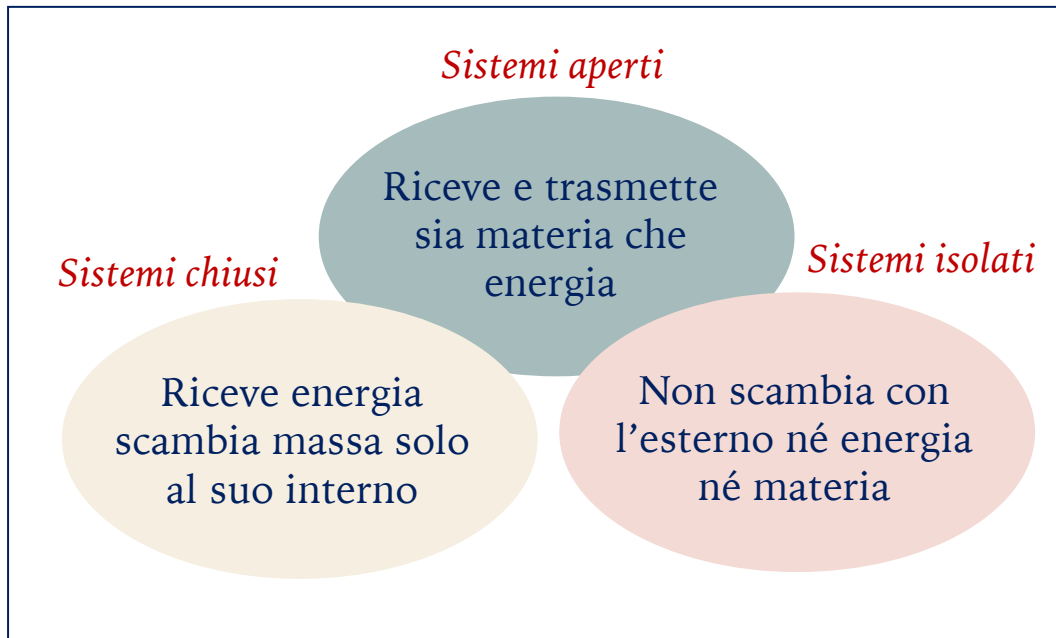 Sistemi aperti
Riceve e trasmette
sia materia che
energia
Sistemi chiusi
Riceve energia
scambia massa solo
al suo interno
Sistemi isolati
Non scambia con
l’esterno né energia
né materia